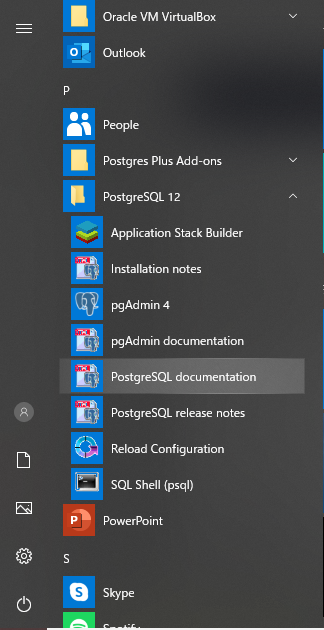 Oracle VM VirtualBox
Outlook
P
People
Postgres Plus Add-ons
PostgreSQL 12
Application Stack Builder
Installation notes
pgAdmin 4
pgAdmin documentation
PostgreSQL documentation
PostgreSQL release notes
Reload Configuration
SQL Shell (psql)
PowerPoint
S
Skype
Spotify